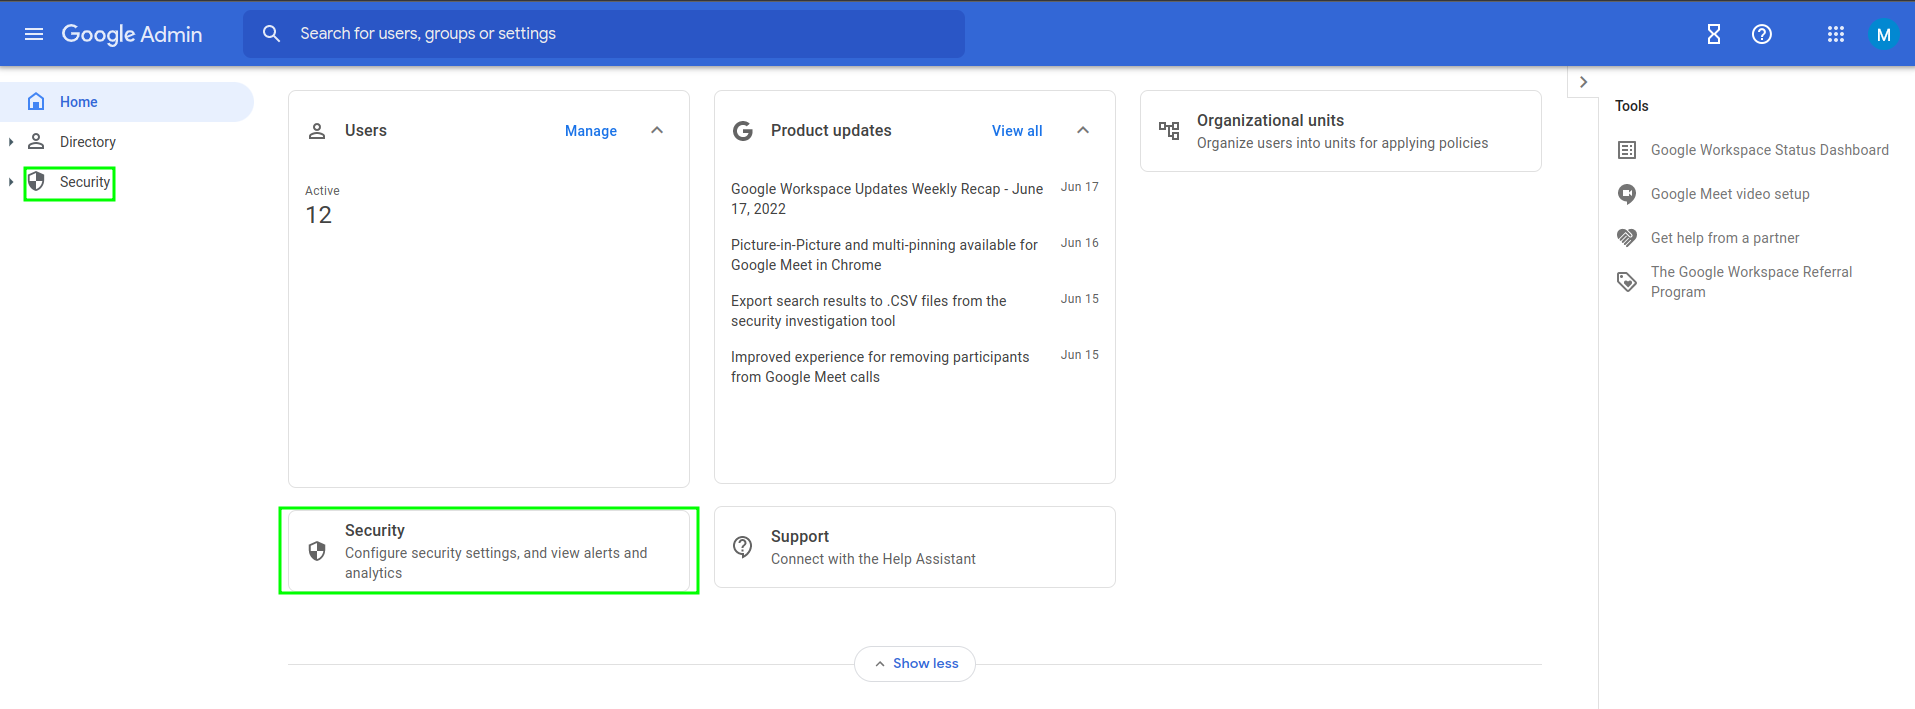 Google Admin
Search for users, groups or settings
M
Home
Directory
Security
Users
Manage
Active
12
Product updates
View all
Google Workspace Updates Weekly Recap - June
17, 2022
Jun 17
Picture-in-Picture and multi-pinning available for
Google Meet in Chrome
Jun 16
Export search results to .CSV files from the
security investigation tool
Jun 15
Improved experience for removing participants
from Google Meet calls
Jun 15
Organizational units
Organize users into units for applying policies
Security
Configure security settings, and view alerts and
analytics
Support
Connect with the Help Assistant
Show less
Tools
Google Workspace Status Dashboard
Google Meet video setup
Get help from a partner
The Google Workspace Referral
Program